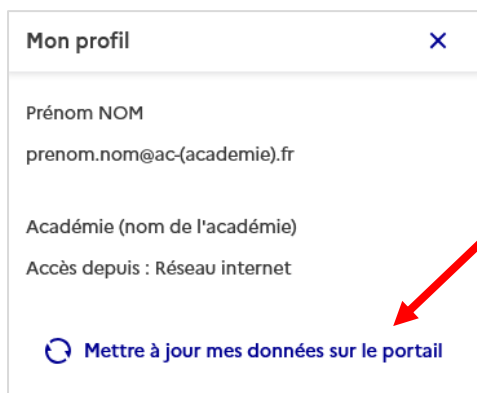 Mon profil
Prénom NOM
prenom.nom@ac-(academie).fr
Académie (nom de l'académie)
Accès depuis : Réseau internet
Mettre à jour mes données sur le portail